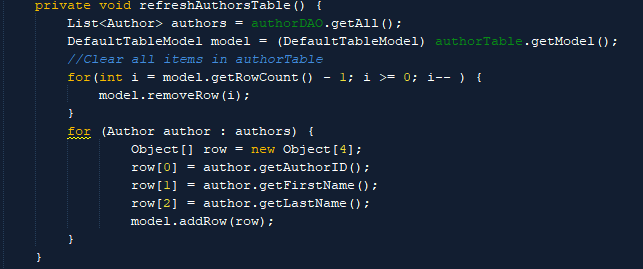 private void refreshAuthorsTable() {
List<Author> authors = authorDAO.getAll();
DefaultTableModel model = (DefaultTableModel) authorTable.getModel();
//Clear all items in authorTable
for(int i = model.getRowCount() - 1; i >= 0; i-- ) {
model.removeRow(i);
}
for (Author author : authors) {
Object[] row = new Object[4];
row[0] = author.getAuthorID();
row[1] = author.getFirstName();
row[2] = author.getLastName();
model.addRow(row);
}
}